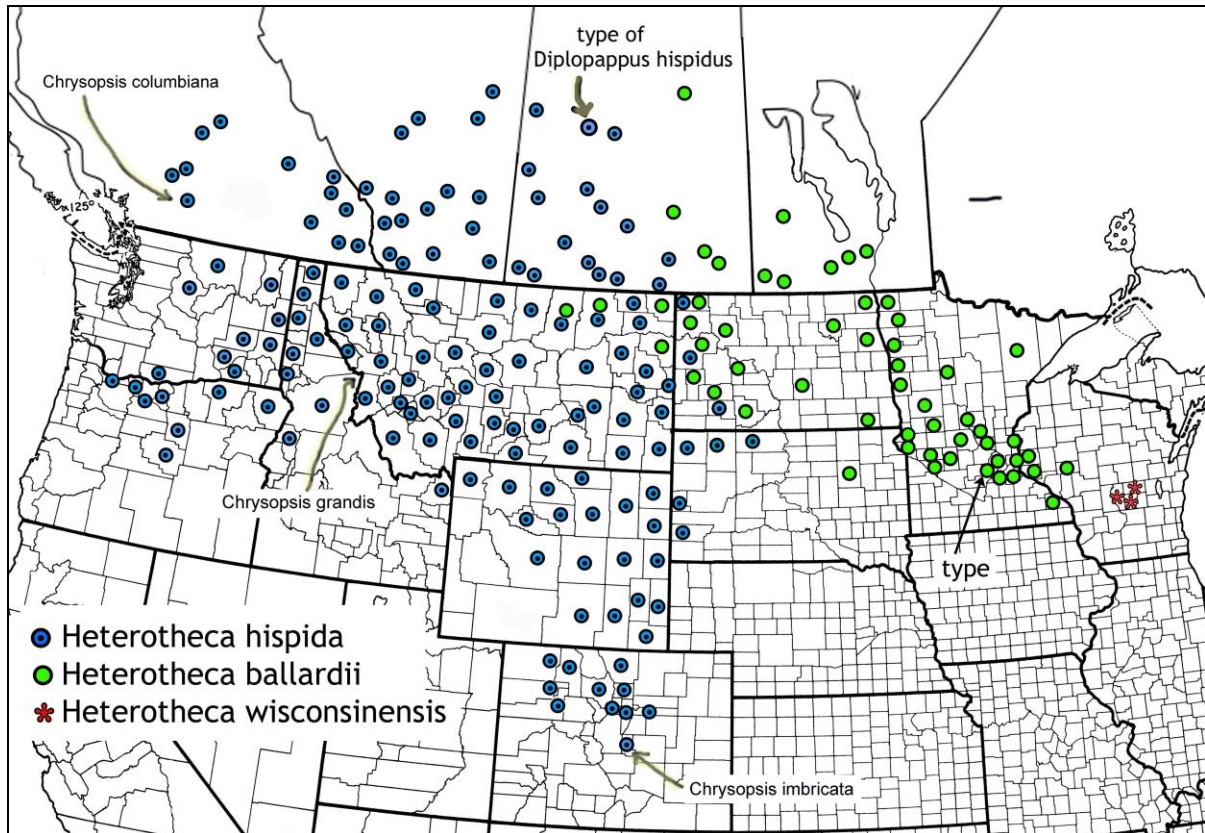 type of
Diplopappus hispidus
Chrysopsis columbiana
125°
Chrysopsis grandis
type
Heterotheca hispida
Heterotheca ballardii
Heterotheca wisconsinensis
Chrysopsis imbricata